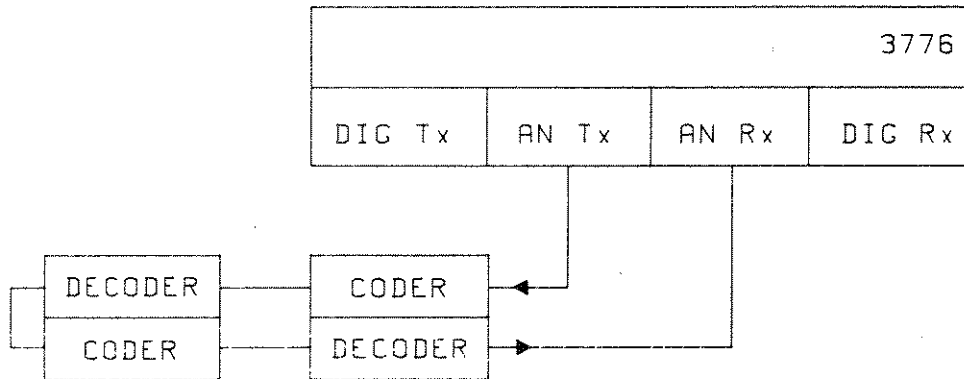 3776
DIG Tx AN Tx AN Rx DIG Rx
DECODER CODER
CODER DECODER